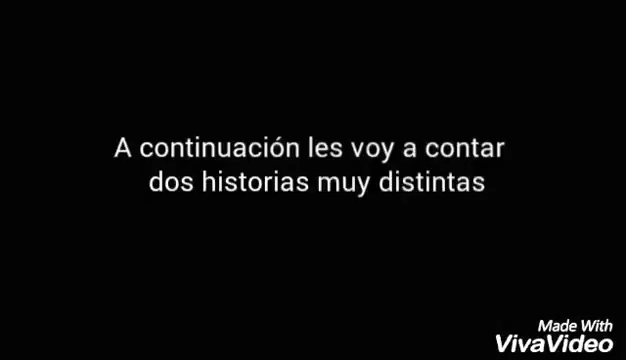 A continuación les voy a contar
dos historias muy distintas
Made With
VivaVideo